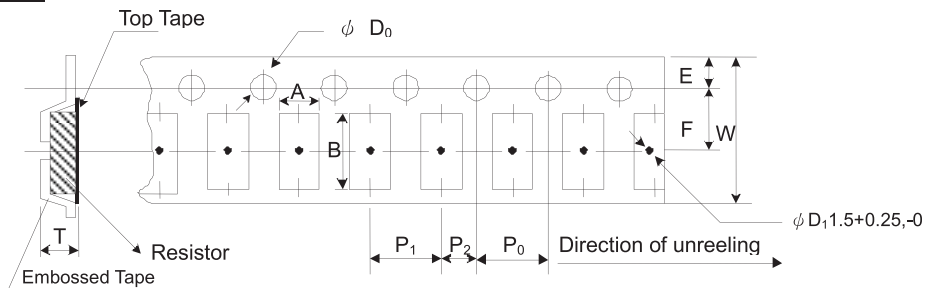 Top Tape
ϕ D₀
A
E
B
F
W
ϕ D₁ 1.5+0.25,-0
T
Resistor
P₁
P₂
P₀
Direction of unreeling
Embossed Tape